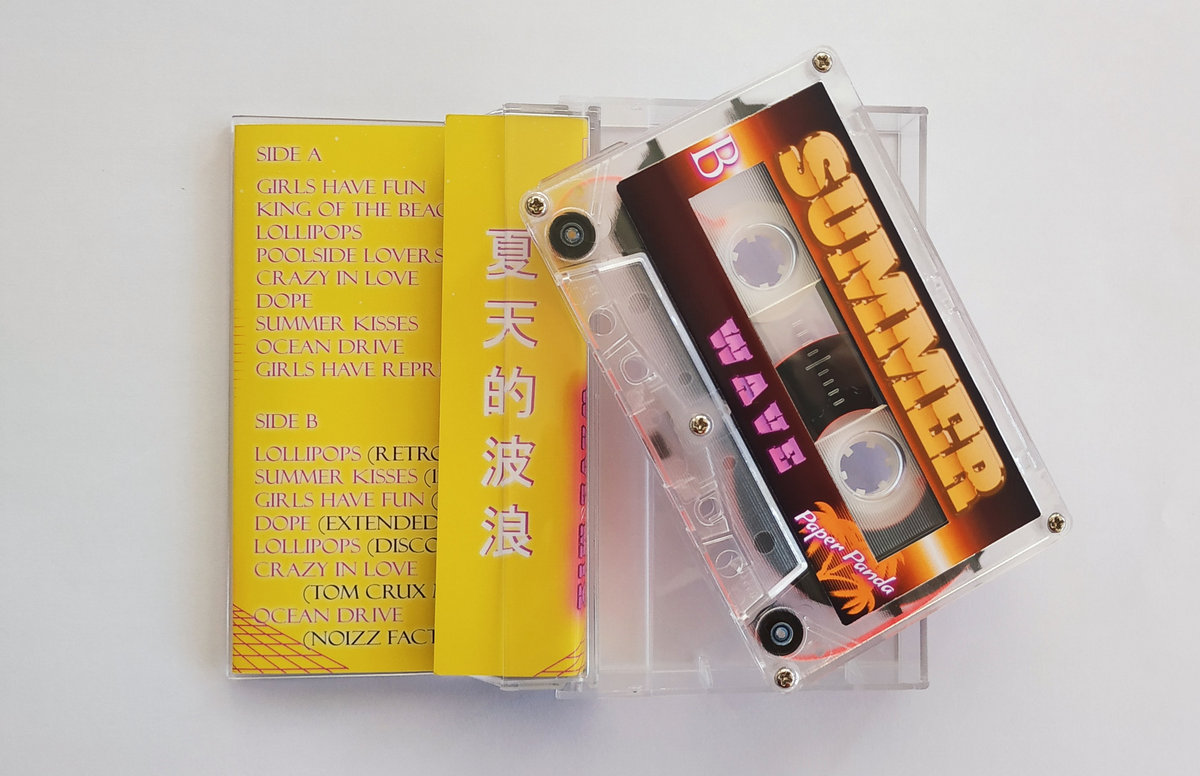 SIDE A
GIRLS HAVE FUN
KING OF THE BEAC
LOLLIPOPS
POOLSIDE LOVERS
CRAZY IN LOVE
DOPE
SUMMER KISSES
OCEAN DRIVE
GIRLS HAVE REPR
SIDE B
LOLLIPOPS (RETRO
SUMMER KISSES (
GIRLS HAVE FUN (
DOPE (EXTENDED
LOLLIPOPS (DISCO
CRAZY IN LOVE
(TOM CRUX
OCEAN DRIVE
(NOIZZ FACT
夏天的波浪
B
SUMMER
WAVE
Paper Panda